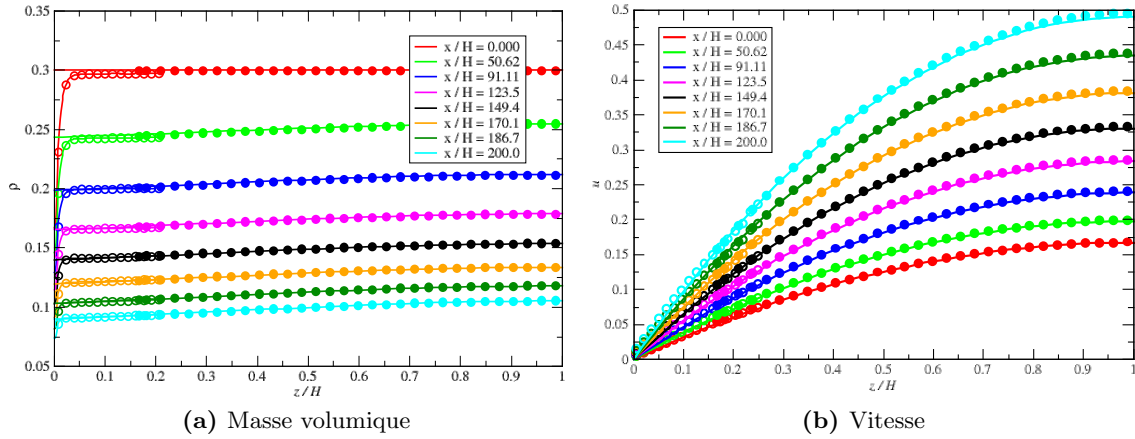 0.35
0.3
0.25
0.2
0.15
0.1
0.05
ρ
0 0.1 0.2 0.3 0.4 0.5 0.6 0.7 0.8 0.9 1
z / H
x / H = 0.000
x / H = 50.62
x / H = 91.11
x / H = 123.5
x / H = 149.4
x / H = 170.1
x / H = 186.7
x / H = 200.0
(a) Masse volumique
0.5
0.45
0.4
0.35
0.3
0.25
0.2
0.15
0.1
0.05
0
u
0 0.1 0.2 0.3 0.4 0.5 0.6 0.7 0.8 0.9 1
z / H
x / H = 0.000
x / H = 50.62
x / H = 91.11
x / H = 123.5
x / H = 149.4
x / H = 170.1
x / H = 186.7
x / H = 200.0
(b) Vitesse